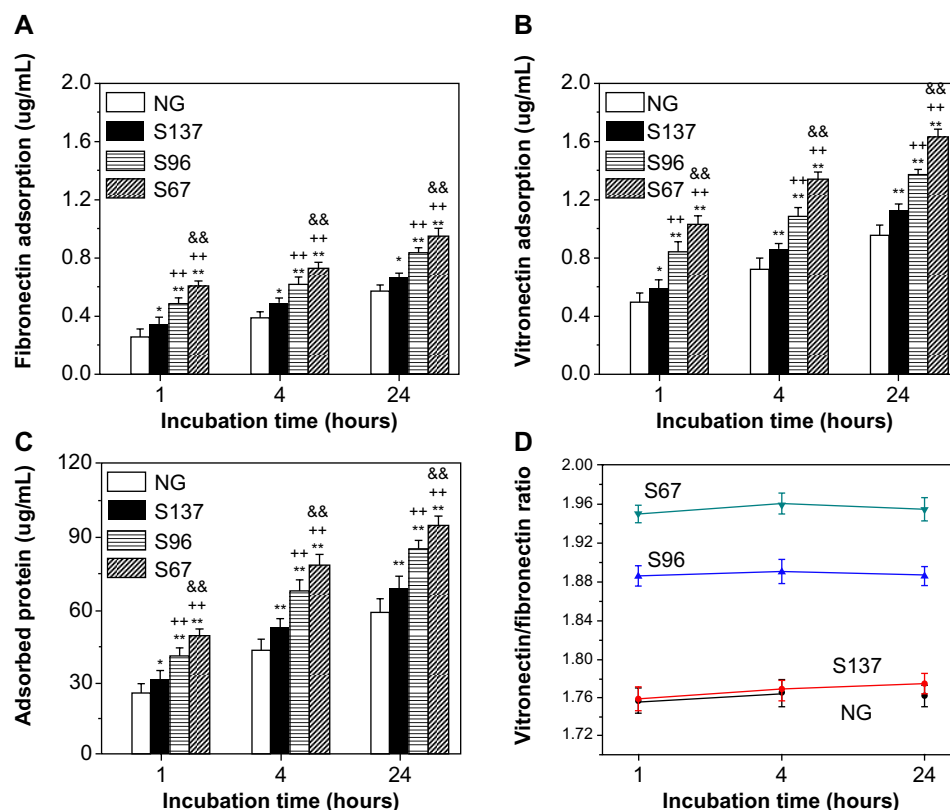 A
Fibronectin adsorption (ug/mL)
2.0
1.6
1.2
0.8
0.4
0.0
NG
S137
S96
S67
*
++
**
&&
++
**
*
++
**
&&
++
**
*
++
**
&&
++
**
1 4 24
Incubation time (hours)
B
Vitronectin adsorption (ug/mL)
2.0
1.6
1.2
0.8
0.4
0.0
NG
S137
S96
S67
*
++
**
&&
++
**
**
++
**
&&
++
**
**
++
**
&&
++
**
1 4 24
Incubation time (hours)
C
Adsorbed protein (ug/mL)
120
90
60
30
0
NG
S137
S96
S67
*
++
**
&&
++
**
**
++
**
&&
++
**
**
++
**
&&
++
**
1 4 24
Incubation time (hours)
D
Vitronectin/fibronectin ratio
2.00
1.96
1.92
1.88
1.84
1.80
1.76
1.72
S67
S96
S137
NG
1 4 24
Incubation time (hours)